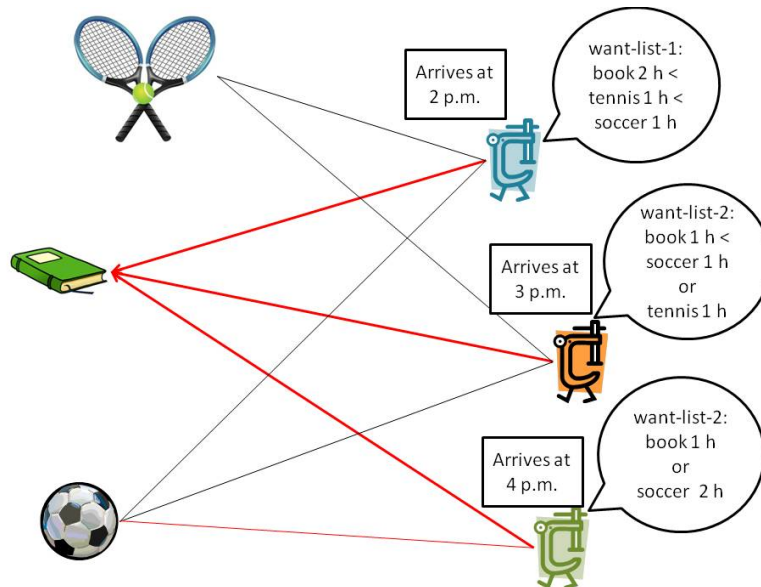 Arrives at
2 p.m.
want-list-1:
book 2 h <
tennis 1 h <
soccer 1 h
Arrives at
3 p.m.
want-list-2:
book 1 h <
soccer 1 h
or
tennis 1 h
Arrives at
4 p.m.
want-list-2:
book 1 h
or
soccer 2 h